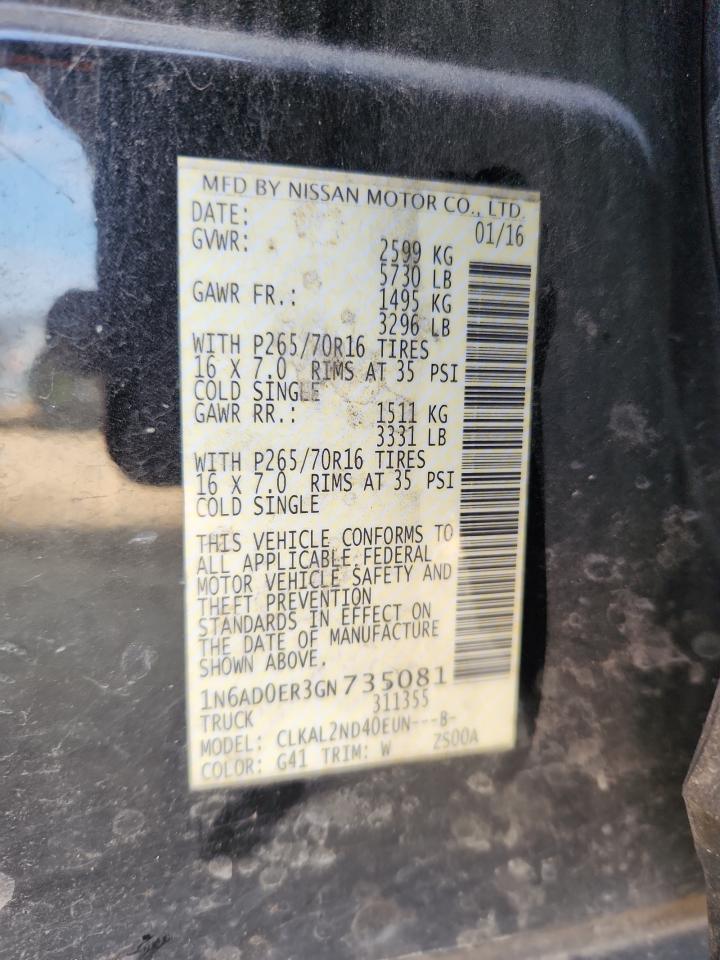 MFD BY NISSAN MOTOR CO., LTD.
DATE: 01/16
GVWR: 2599 KG
5730 LB
GAWR FR.: 1495 KG
3296 LB
WITH P265/70R16 TIRES
16 X 7.0 RIMS AT 35 PSI
COLD SINGLE
GAWR RR.: 1511 KG
3331 LB
WITH P265/70R16 TIRES
16 X 7.0 RIMS AT 35 PSI
COLD SINGLE
THIS VEHICLE CONFORMS TO
ALL APPLICABLE FEDERAL
MOTOR VEHICLE SAFETY AND
THEFT PREVENTION
STANDARDS IN EFFECT ON
THE DATE OF MANUFACTURE
SHOWN ABOVE.
1N6AD0ER3GN735081
TRUCK 311355
MODEL: CLKAL2ND40EUN---B-
COLOR: G41 TRIM: W ZS00A